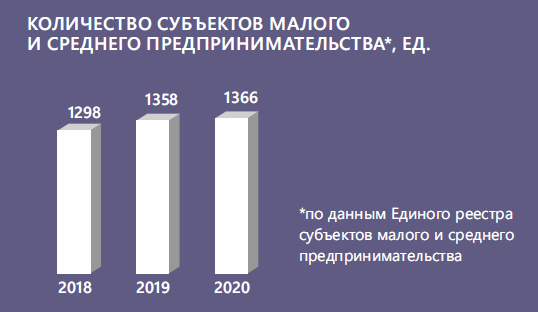 КОЛИЧЕСТВО СУБЪЕКТОВ МАЛОГО
И СРЕДНЕГО ПРЕДПРИНИМАТЕЛЬСТВА*, ЕД.
1298
1358
1366
*по данным Единого реестра
субъектов малого и среднего
предпринимательства
2018
2019
2020